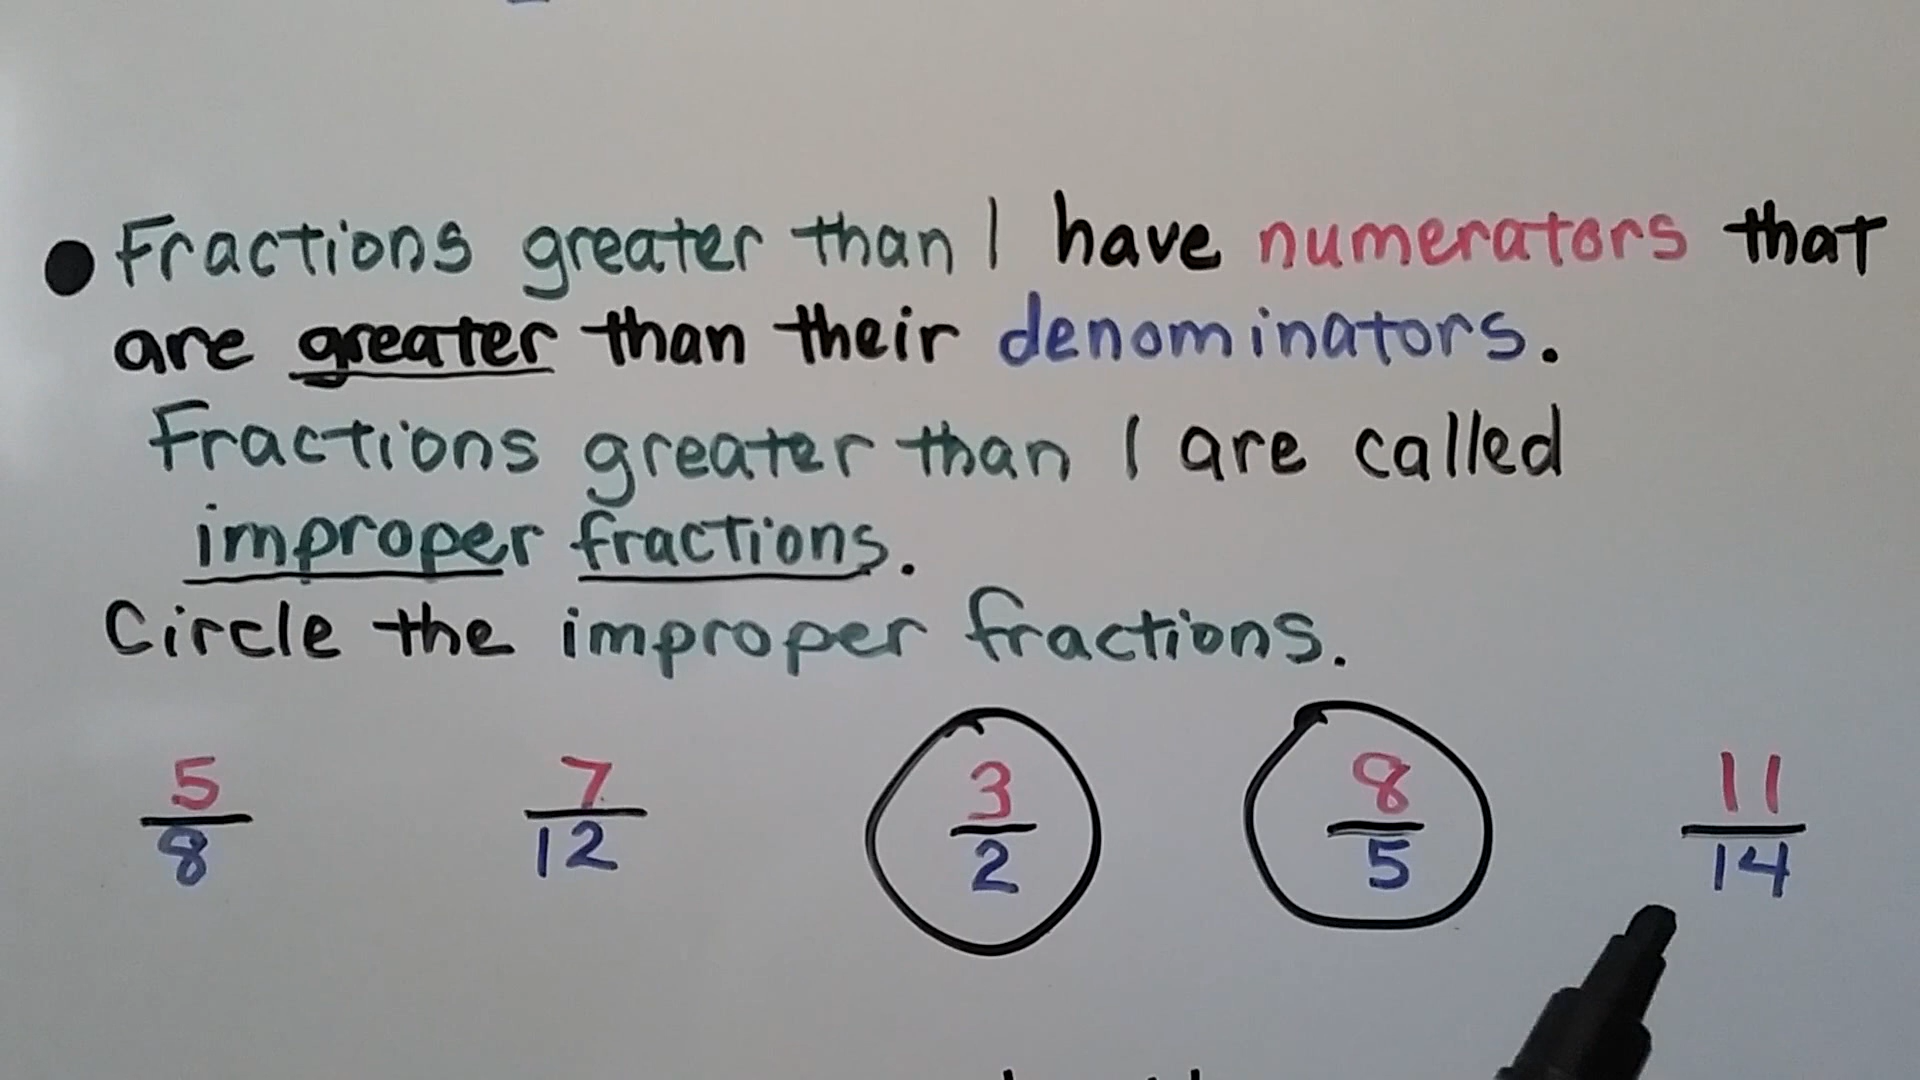 ● Fractions greater than 1 have numerators that
are greater than their denominators.
Fractions greater than 1 are called
improper fractions.
Circle the improper fractions.
5/8 7/12 3/2 8/5 11/14